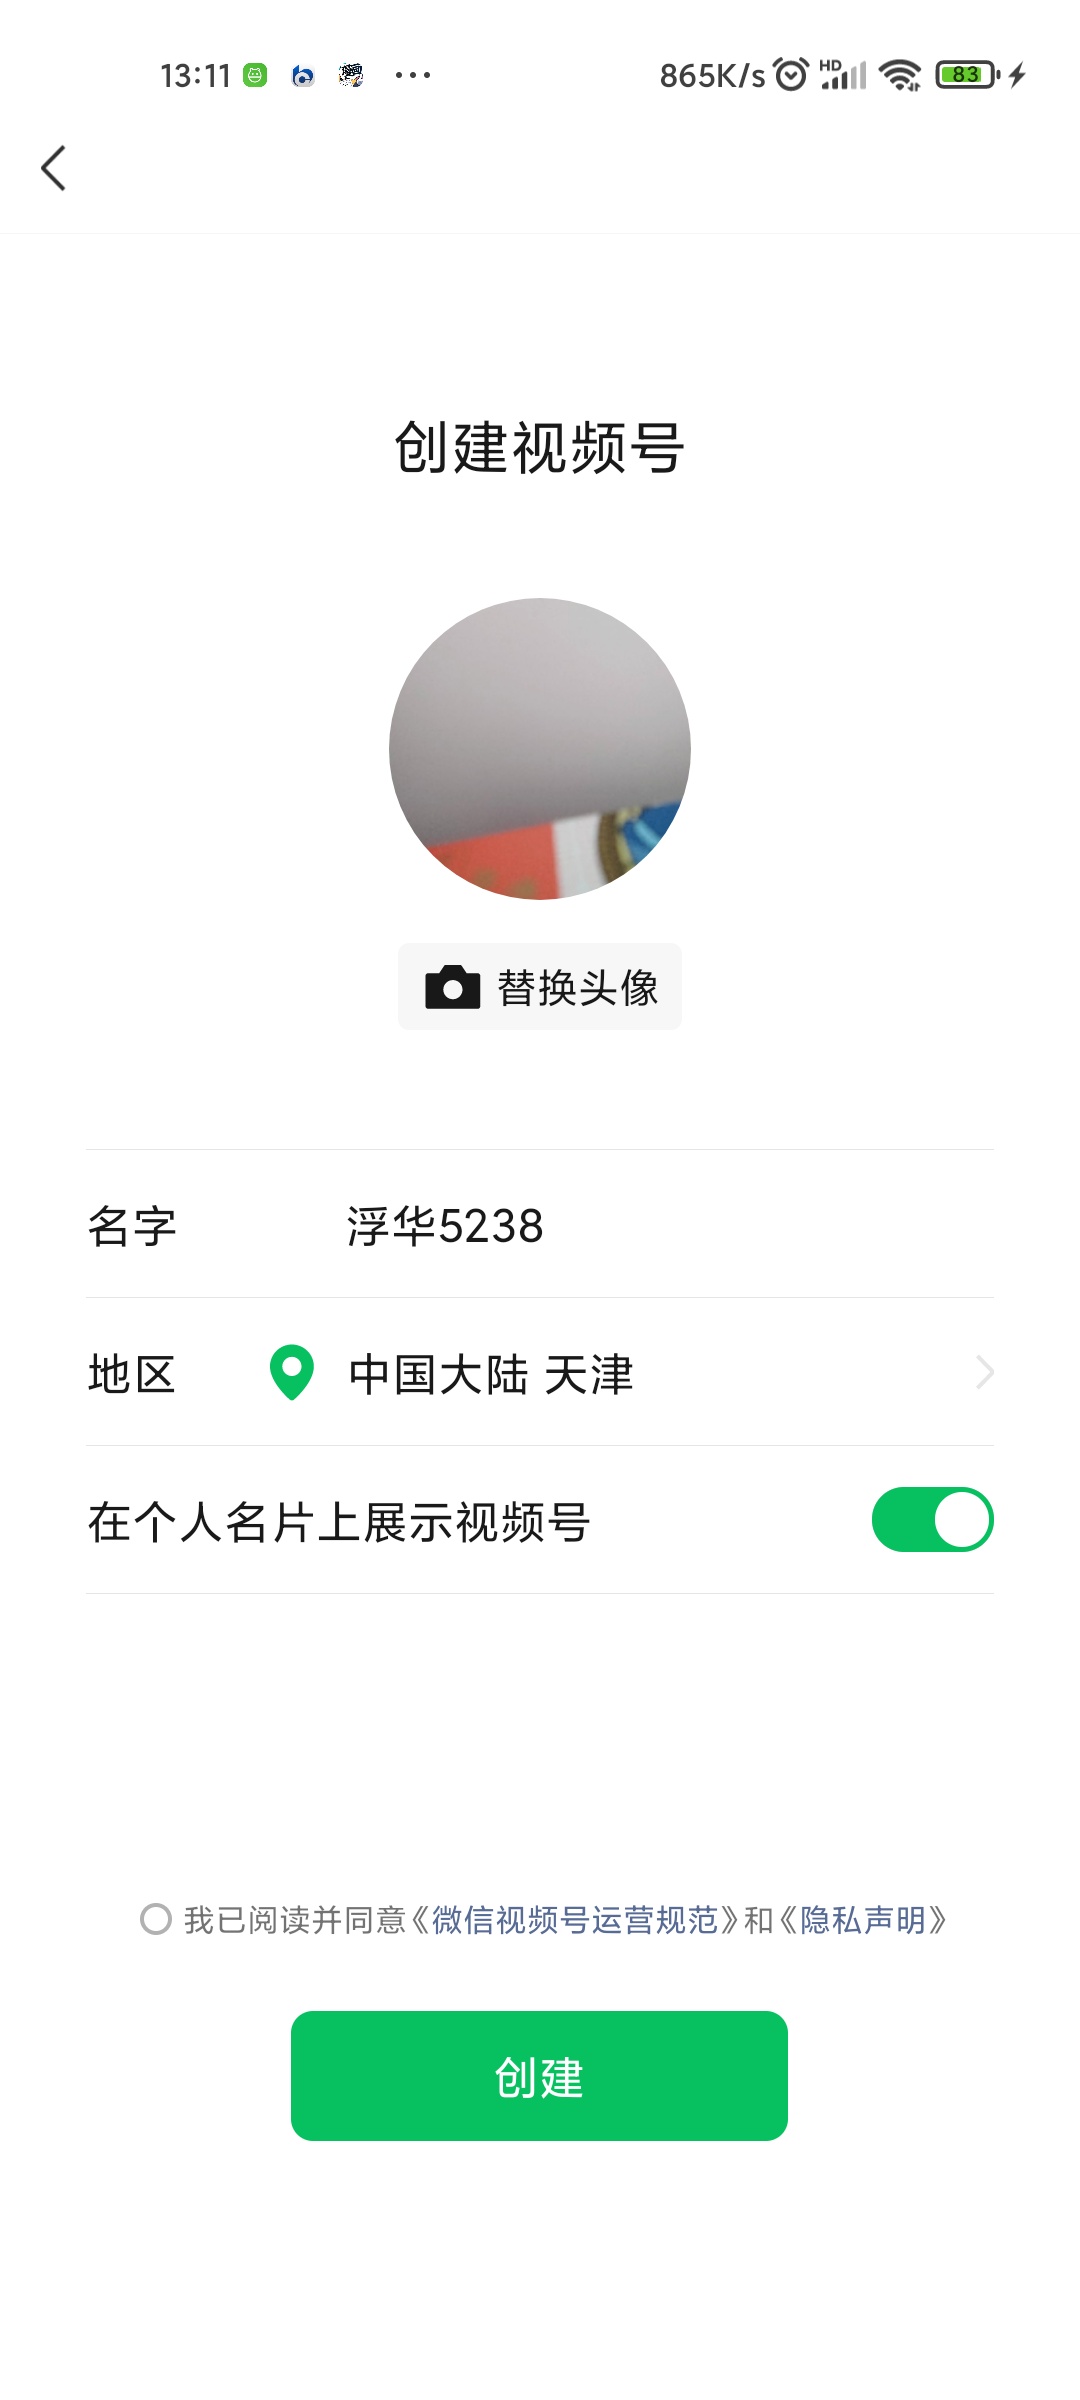 13:11 ··· 865K/s HD 83
创建视频号
替换头像
名字 浮华5238
地区 中国大陆 天津
在个人名片上展示视频号
我已阅读并同意《微信视频号运营规范》和《隐私声明》
创建